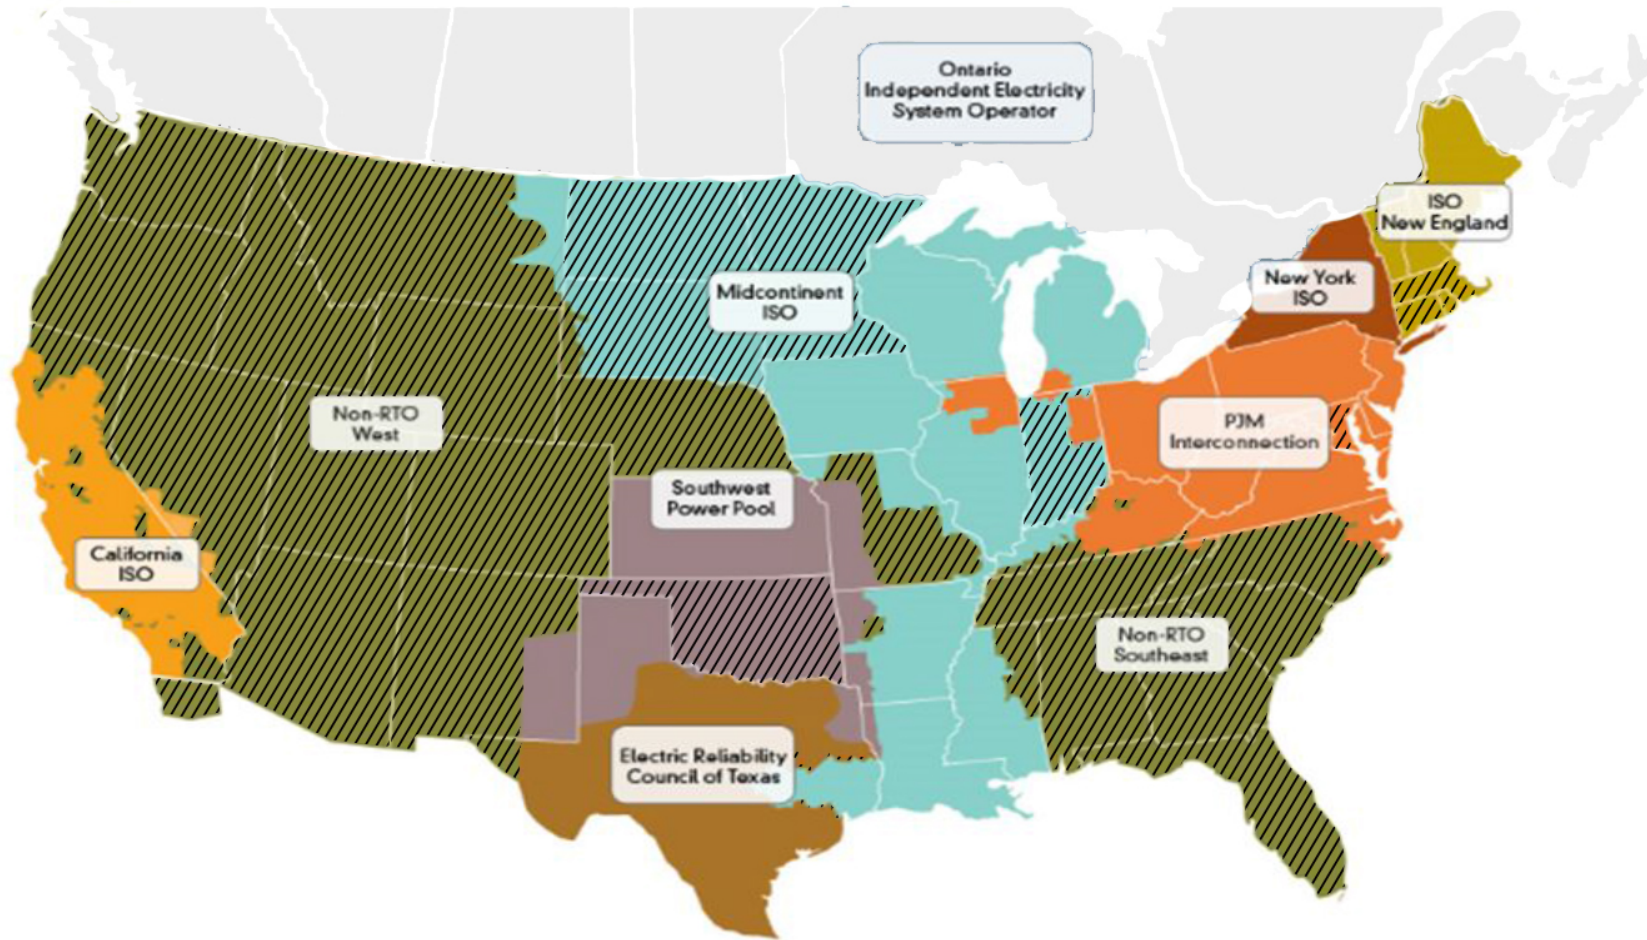 Ontario
Independent Electricity
System Operator
ISO
New England
New York
ISO
Midcontinent
ISO
Non-RTO
West
PJM
Interconnection
Southwest
Power Pool
California
ISO
Non-RTO
Southeast
Electric Reliability
Council of Texas